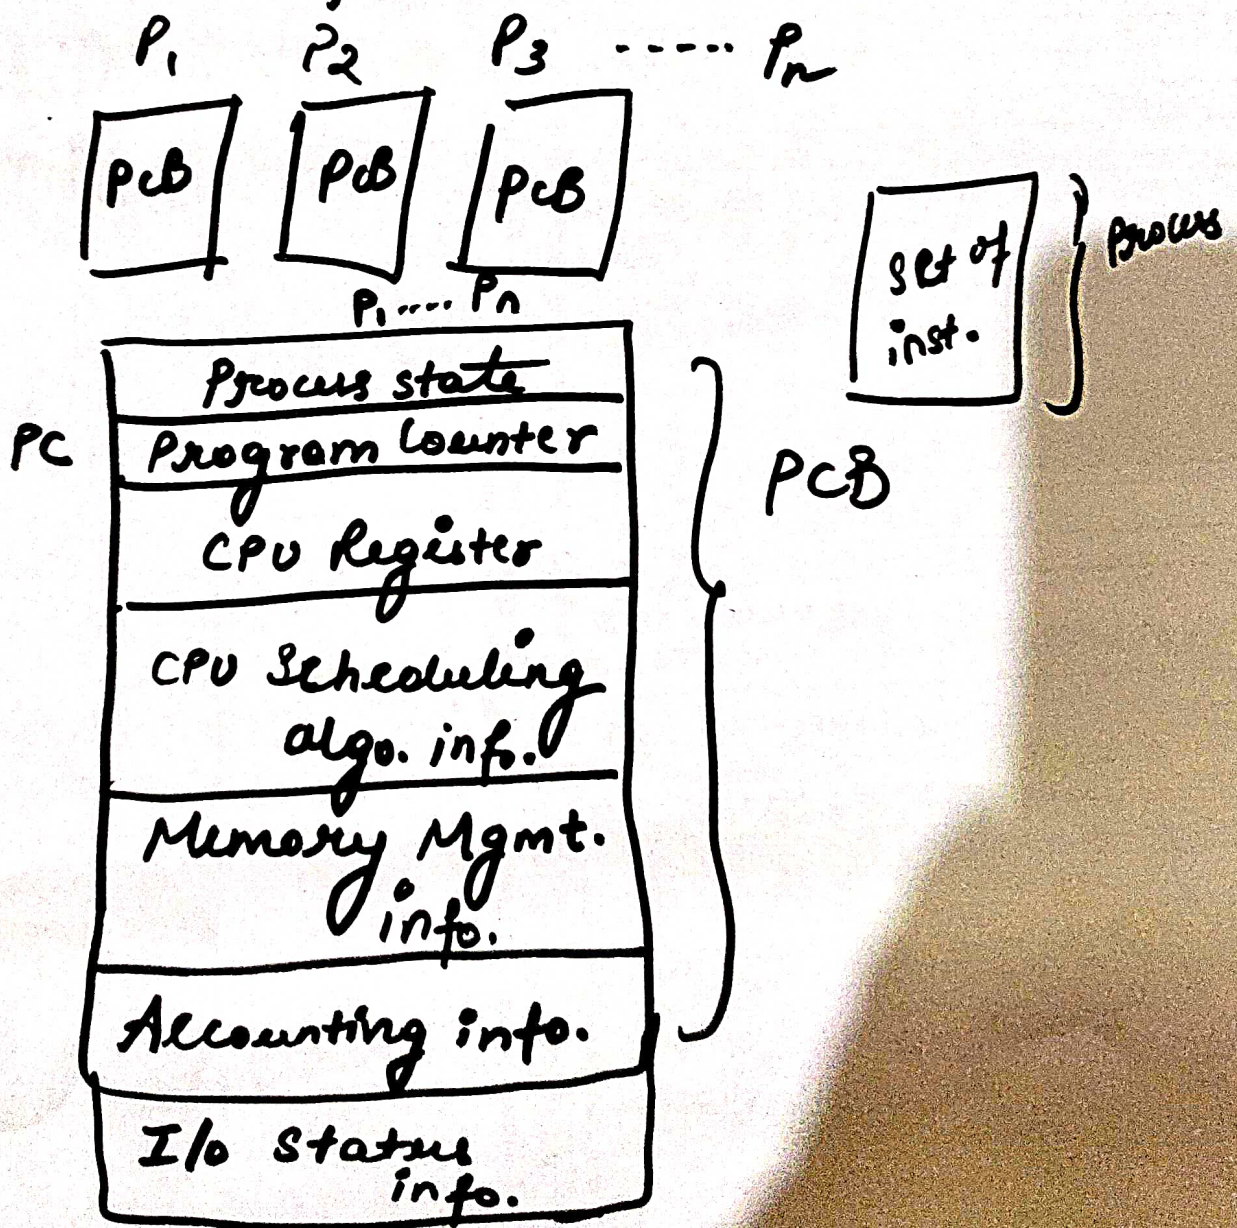 P1 P2 P3 ------ Pn
PCB PCB PCB
set of
inst.
Process
P1 .... Pn
Process state
PC Program Counter
PCB
CPU Register
CPU Scheduling
algo. info.
Memory Mgmt.
info.
Accounting info.
I/o Status
info.